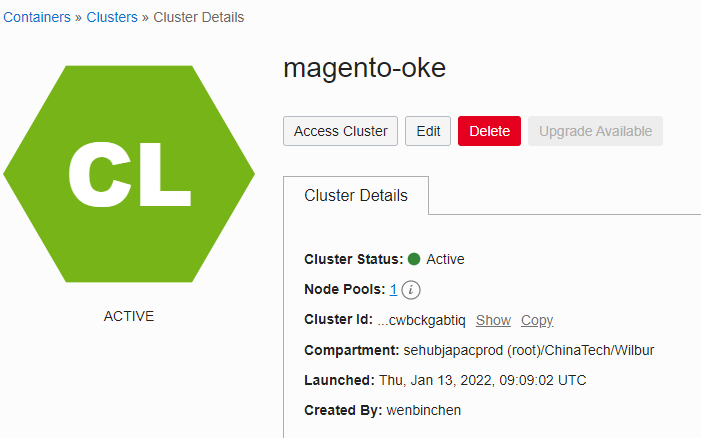 Containers » Clusters » Cluster Details
magento-oke
Access Cluster Edit Delete Upgrade Available
CL
Cluster Details
Cluster Status: Active
Node Pools: 1 i
Cluster Id: ...cwbckgabtiq Show Copy
ACTIVE
Compartment: sehubjapacprod (root)/ChinaTech/Wilbur
Launched: Thu, Jan 13, 2022, 09:09:02 UTC
Created By: wenbinchen